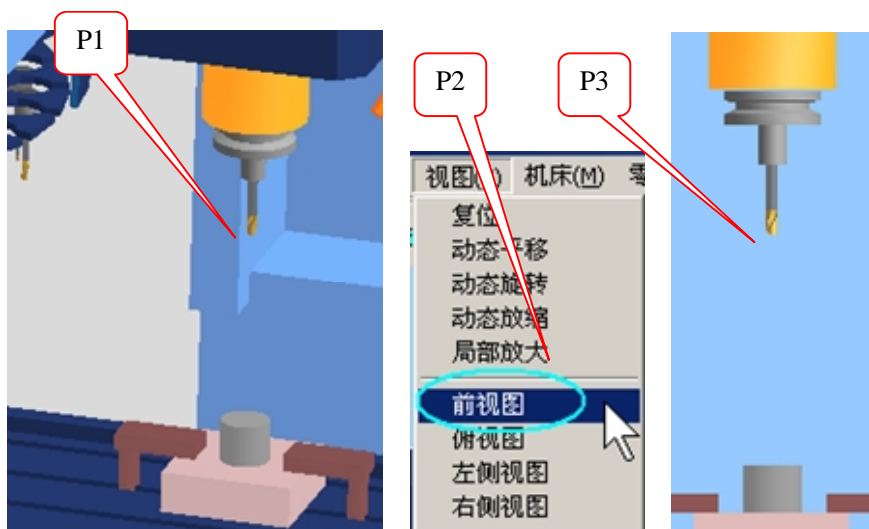 P1
P2
P3
视图 机床(M) 零
复位
动态平移
动态旋转
动态放缩
局部放大
前视图
俯视图
左侧视图
右侧视图